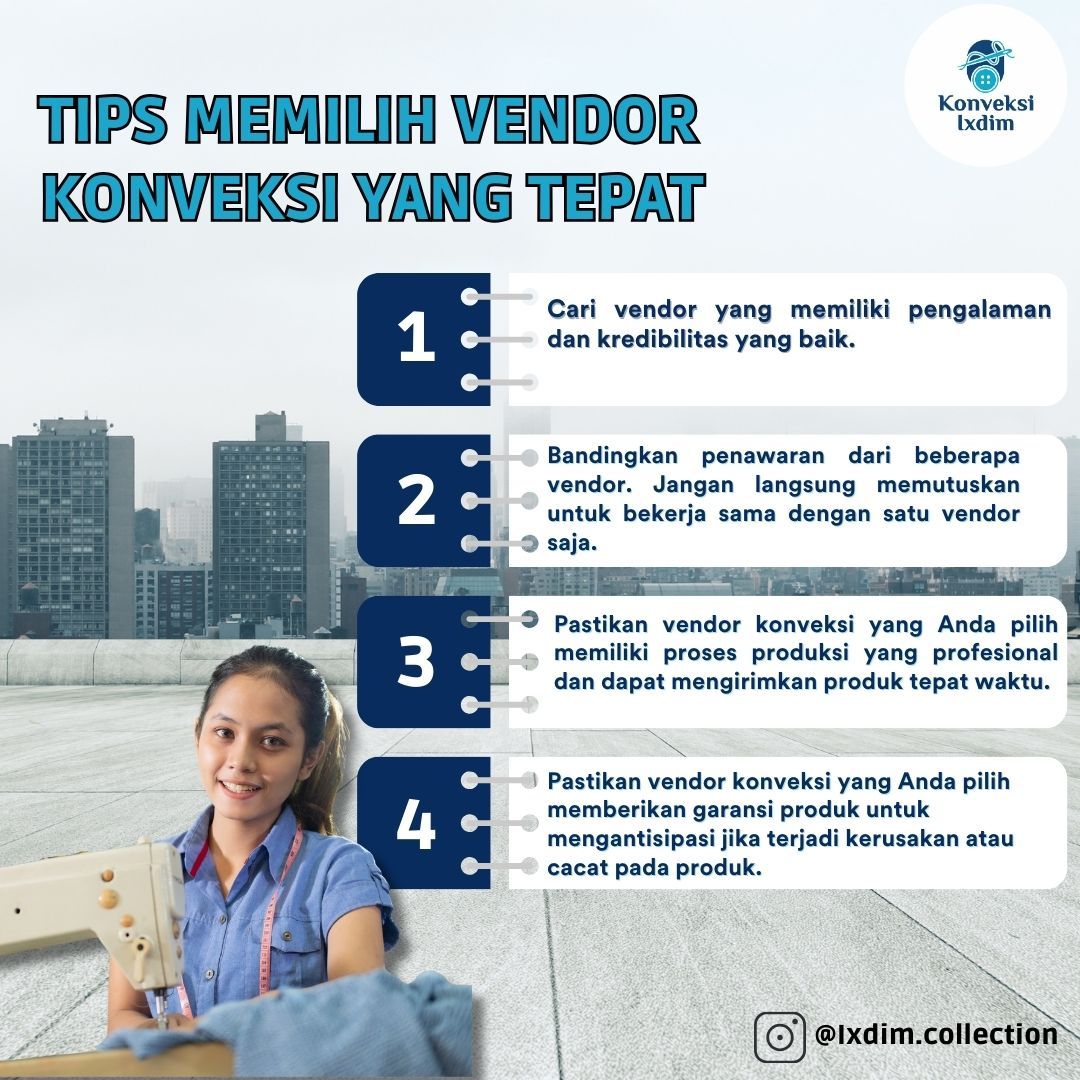 Konveksi
Ixdim
TIPS MEMILIH VENDOR
KONVEKSI YANG TEPAT
1
Cari vendor yang memiliki pengalaman
dan kredibilitas yang baik.
2
Bandingkan penawaran dari beberapa
vendor. Jangan langsung memutuskan
untuk bekerja sama dengan satu vendor
saja.
3
Pastikan vendor konveksi yang Anda pilih
memiliki proses produksi yang profesional
dan dapat mengirimkan produk tepat waktu.
4
Pastikan vendor konveksi yang Anda pilih
memberikan garansi produk untuk
mengantisipasi jika terjadi kerusakan atau
cacat pada produk.
@Ixdim.collection